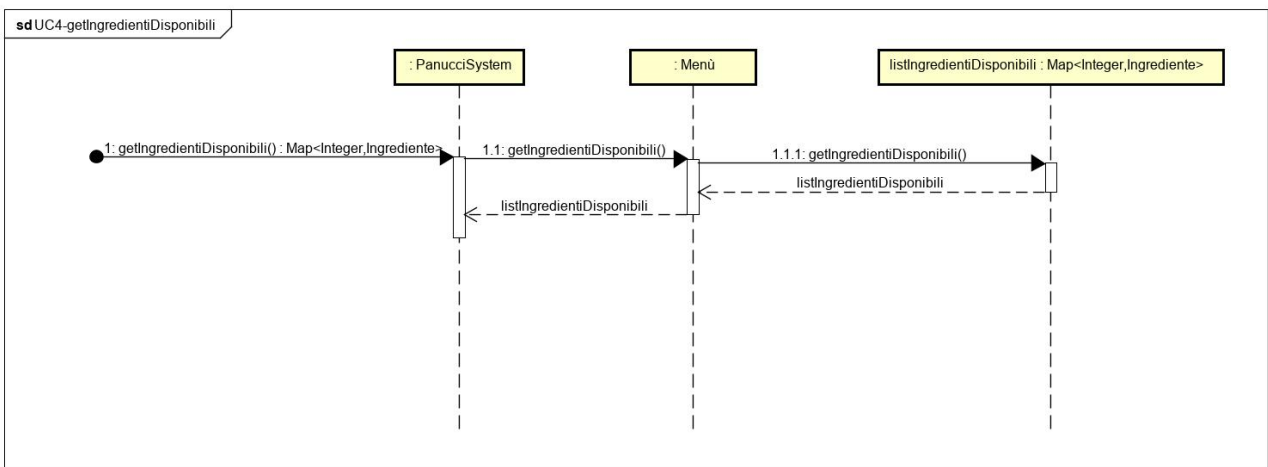 sd UC4-getIngredientiDisponibili
: PanucciSystem
: Menù
listIngredientiDisponibili : Map<Integer,Ingrediente>
1: getIngredientiDisponibili() : Map<Integer,Ingrediente>
1.1: getIngredientiDisponibili()
1.1.1: getIngredientiDisponibili()
listIngredientiDisponibili
listIngredientiDisponibili